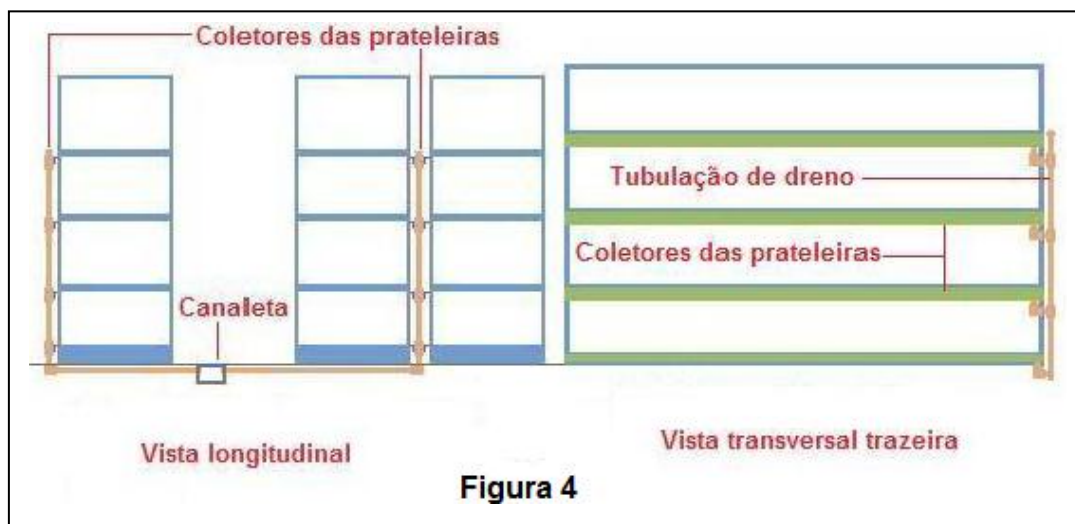 Coletores das prateleiras
Tubulação de dreno
Coletores das prateleiras
Canaleta
Vista longitudinal
Vista transversal trazeira
Figura 4